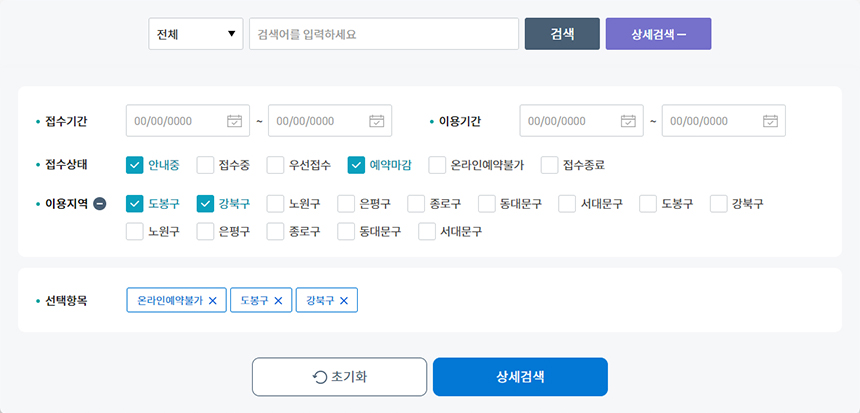 전체 검색어를 입력하세요 검색 상세검색 －
• 접수기간 00/00/0000 ~ 00/00/0000 • 이용기간 00/00/0000 ~ 00/00/0000
• 접수상태 안내중 접수중 우선접수 예약마감 온라인예약불가 접수종료
• 이용지역 도봉구 강북구 노원구 은평구 종로구 동대문구 서대문구 도봉구 강북구
노원구 은평구 종로구 동대문구 서대문구
• 선택항목 온라인예약불가 × 도봉구 × 강북구 ×
초기화 상세검색